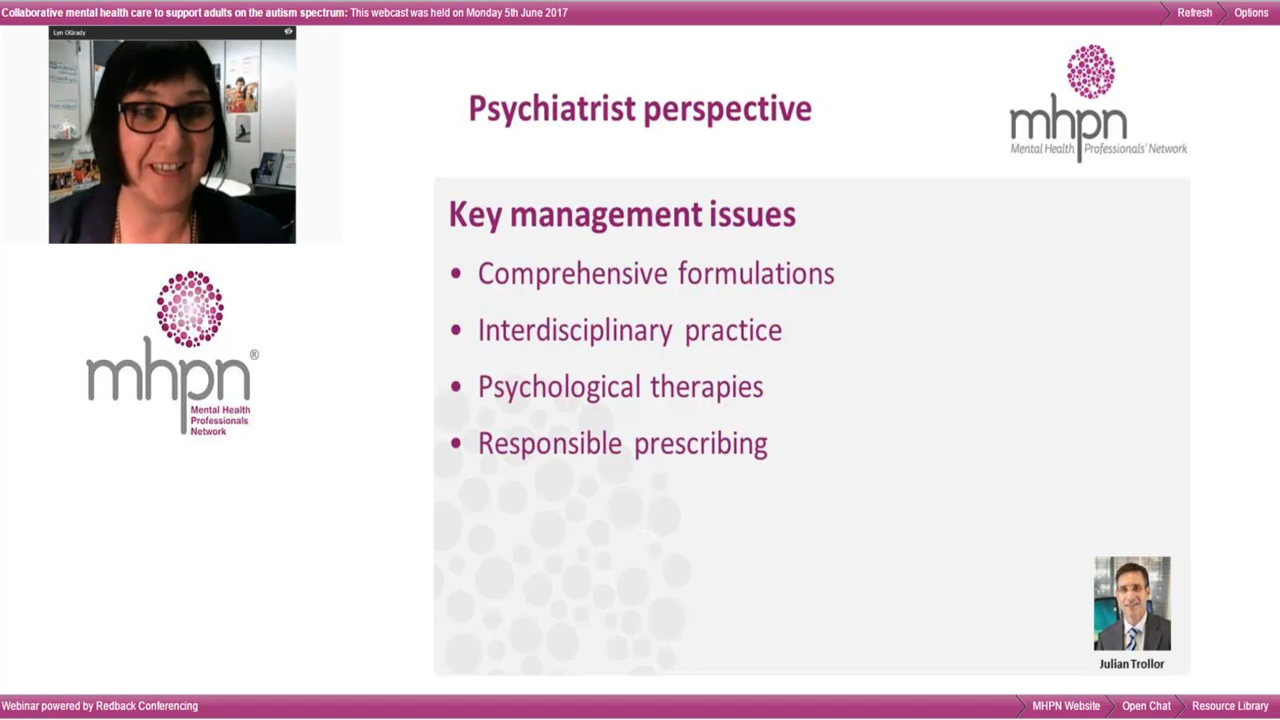 Collaborative mental health care to support adults on the autism spectrum: This webcast was held on Monday 5th June 2017
Refresh
Options
Lyn OGrady
Psychiatrist perspective
mhpn
Mental Health Professionals' Network
Key management issues
• Comprehensive formulations
• Interdisciplinary practice
• Psychological therapies
• Responsible prescribing
mhpn®
Mental Health
Professionals
Network
Julian Trollor
Webinar powered by Redback Conferencing
MHPN Website
Open Chat
Resource Library